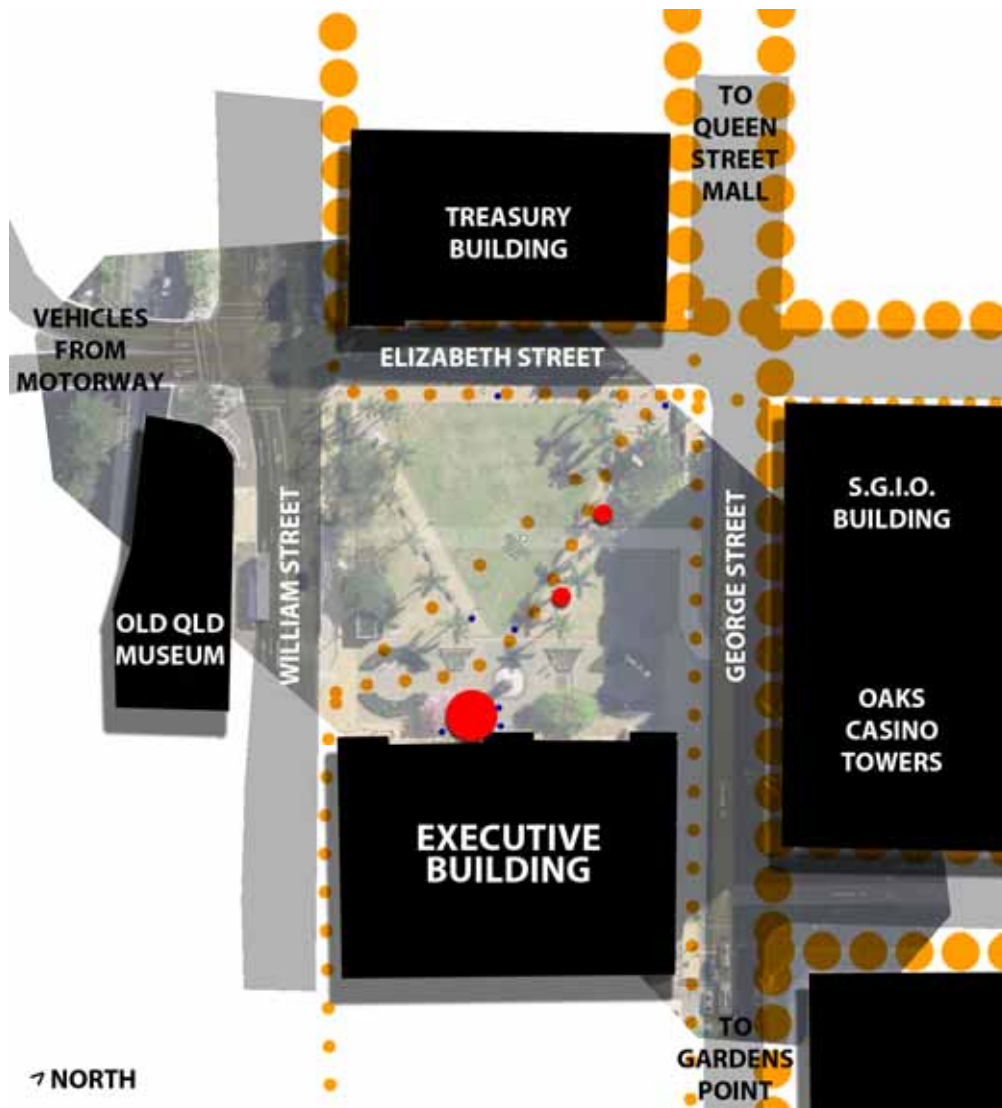 TO
QUEEN
STREET
MALL
TREASURY
BUILDING
VEHICLES
FROM
MOTORWAY
ELIZABETH STREET
S.G.I.O.
BUILDING
WILLIAM STREET
GEORGE STREET
OLD QLD
MUSEUM
OAKS
CASINO
TOWERS
EXECUTIVE
BUILDING
TO
GARDENS
POINT
NORTH